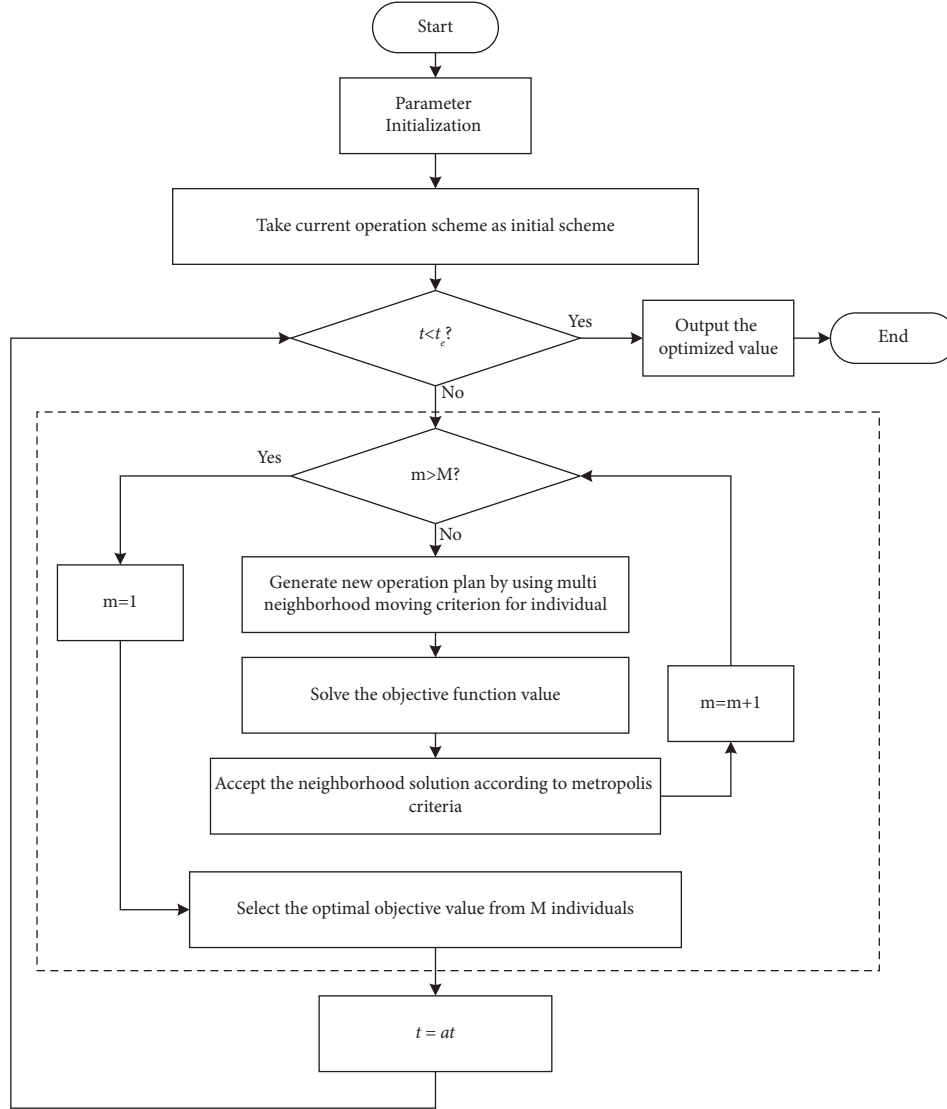 Start
Parameter
Initialization
Take current operation scheme as initial scheme
t<te?
Yes
Output the
optimized value
End
No
Yes
m>M?
No
Generate new operation plan by using multi
neighborhood moving criterion for individual
m=1
Solve the objective function value
m=m+1
Accept the neighborhood solution according to metropolis
criteria
Select the optimal objective value from M individuals
t = at